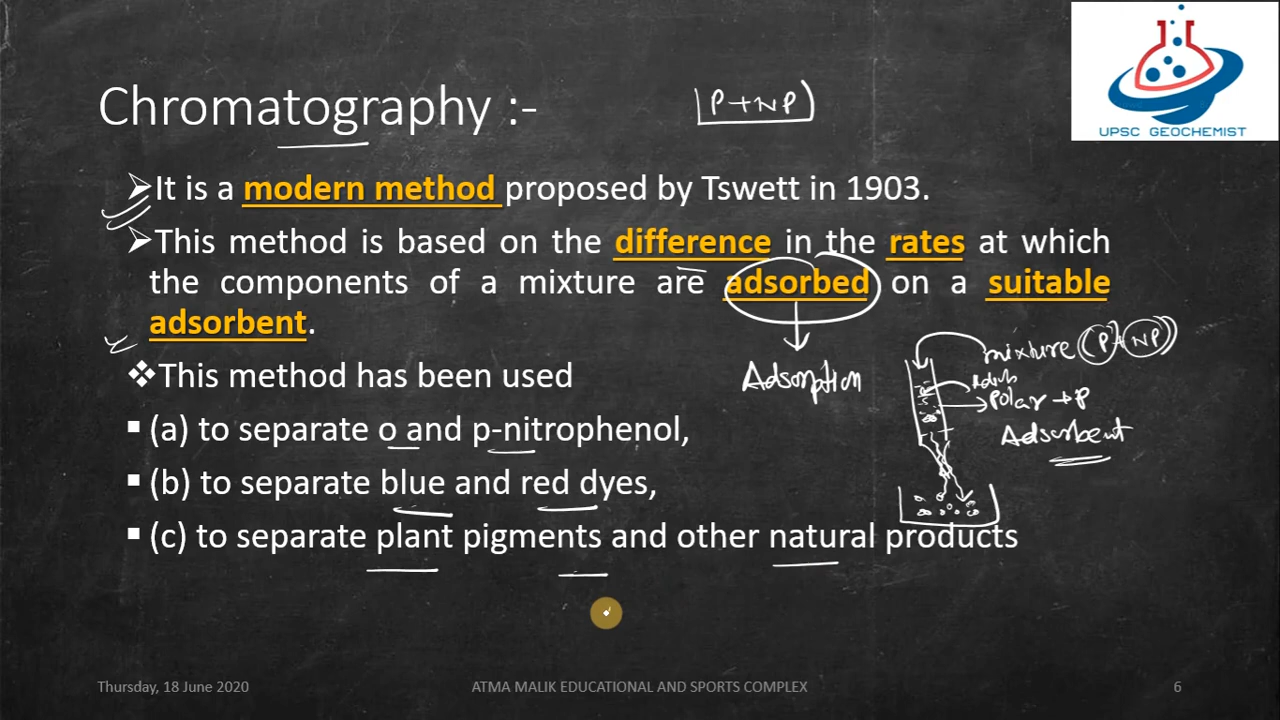 Chromatography :-
[P+NP]
UPSC GEOCHEMIST
➢It is a modern method proposed by Tswett in 1903.
➢This method is based on the difference in the rates at which
the components of a mixture are adsorbed on a suitable
adsorbent.
Adsorption
mixture (P + NP)
Polar → P
Adsorbent
❖This method has been used
▪ (a) to separate o and p-nitrophenol,
▪ (b) to separate blue and red dyes,
▪ (c) to separate plant pigments and other natural products
Thursday, 18 June 2020
ATMA MALIK EDUCATIONAL AND SPORTS COMPLEX
6